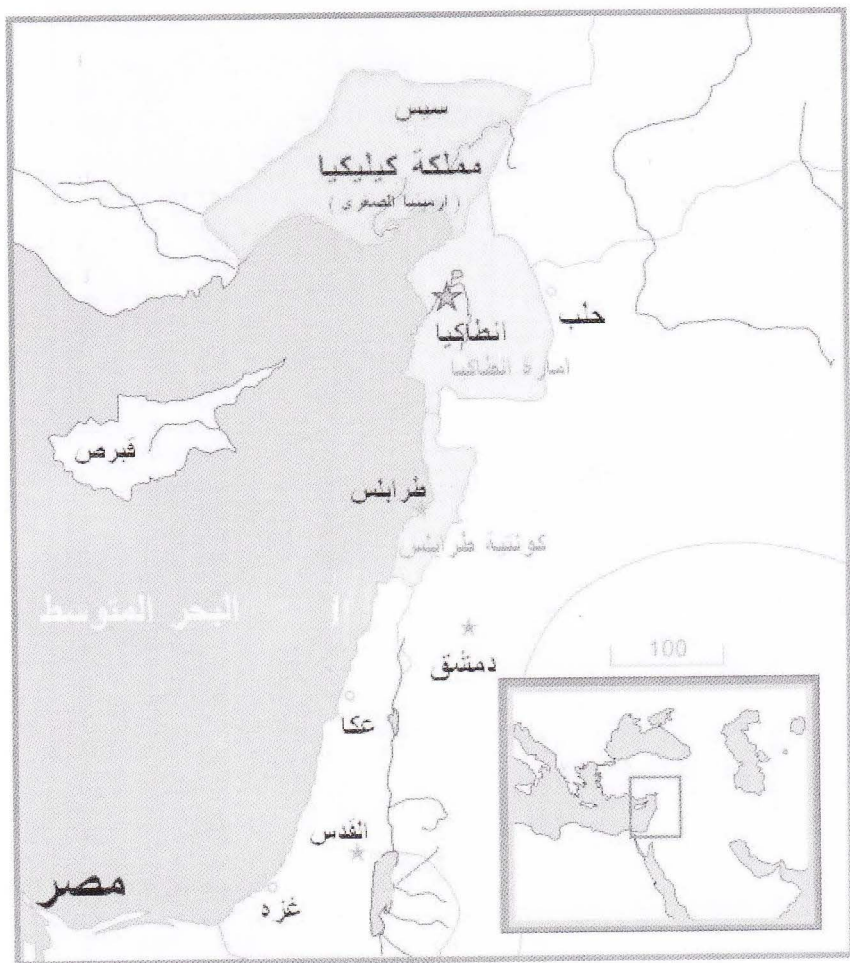 سيس
مملكة كيليكيا
( ارمينيا الصغرى )
حلب
انطاكيا
امارة انطاكيا
قبرص
طرابلس
كونتية طرابلس
البحر المتوسط
دمشق
100
عكا
القدس
مصر
غزه